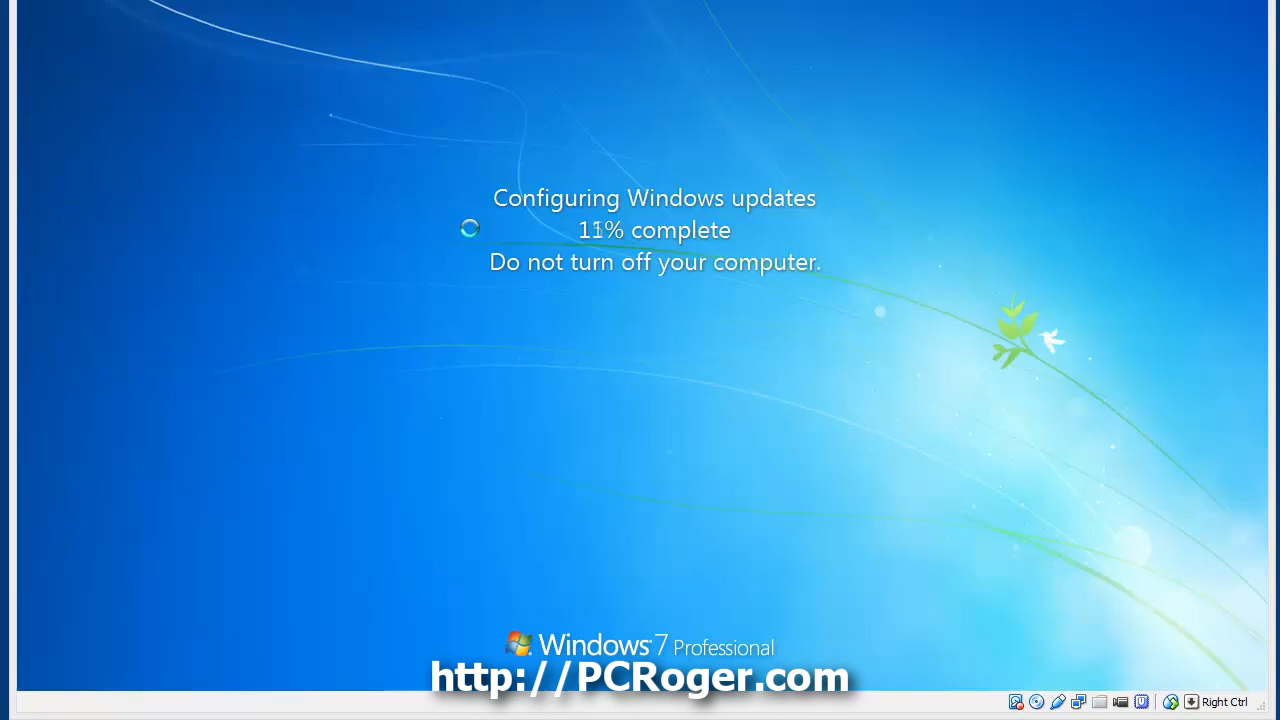 Configuring Windows updates
11% complete
Do not turn off your computer.
Windows 7 Professional
http://PCRoger.com
Right Ctrl